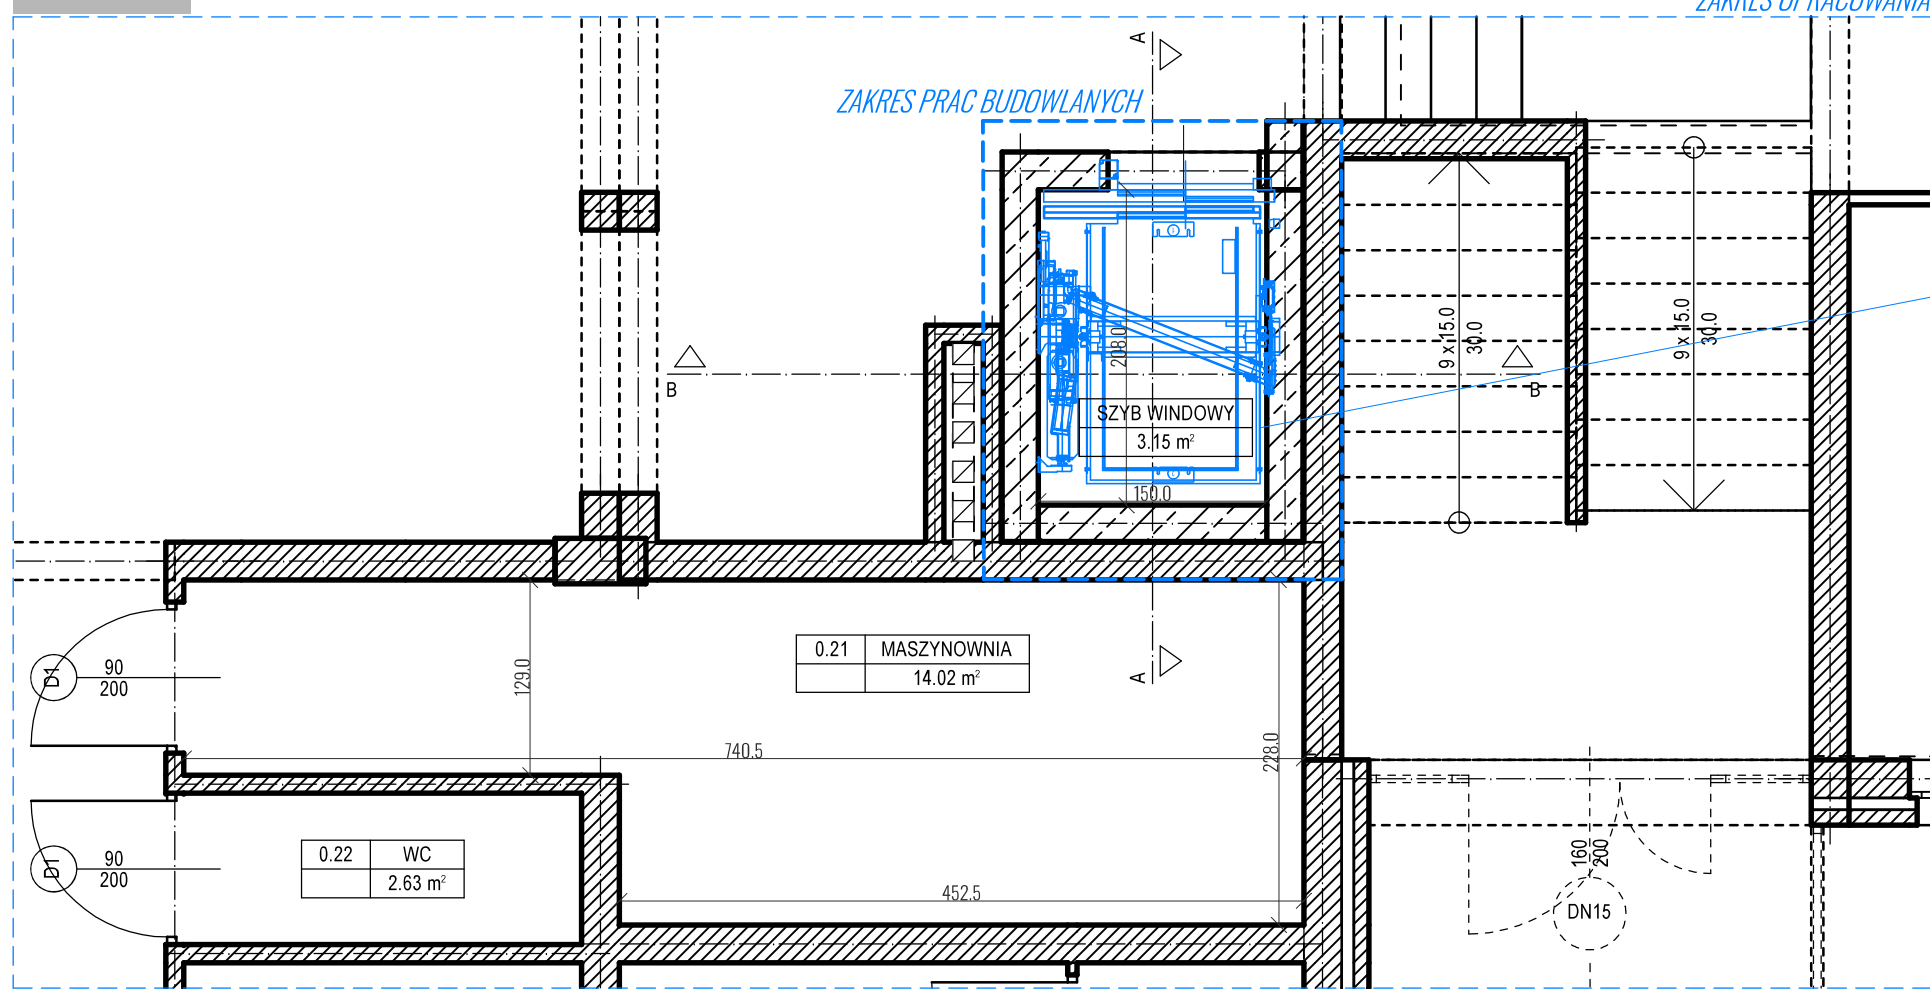 ZAKRES OPRACOWANIA
A
ZAKRES PRAC BUDOWLANYCH
208.0
9 x 15.0
30.0
9 x 15.0
30.0
B
B
SZYB WINDOWY
3.15 m²
150.0
0.21 MASZYNOWNIA
14.02 m²
A
129.0
D1
90
200
740.5
228.0
0.22 WC
2.63 m²
D1
90
200
452.5
160
200
DN15